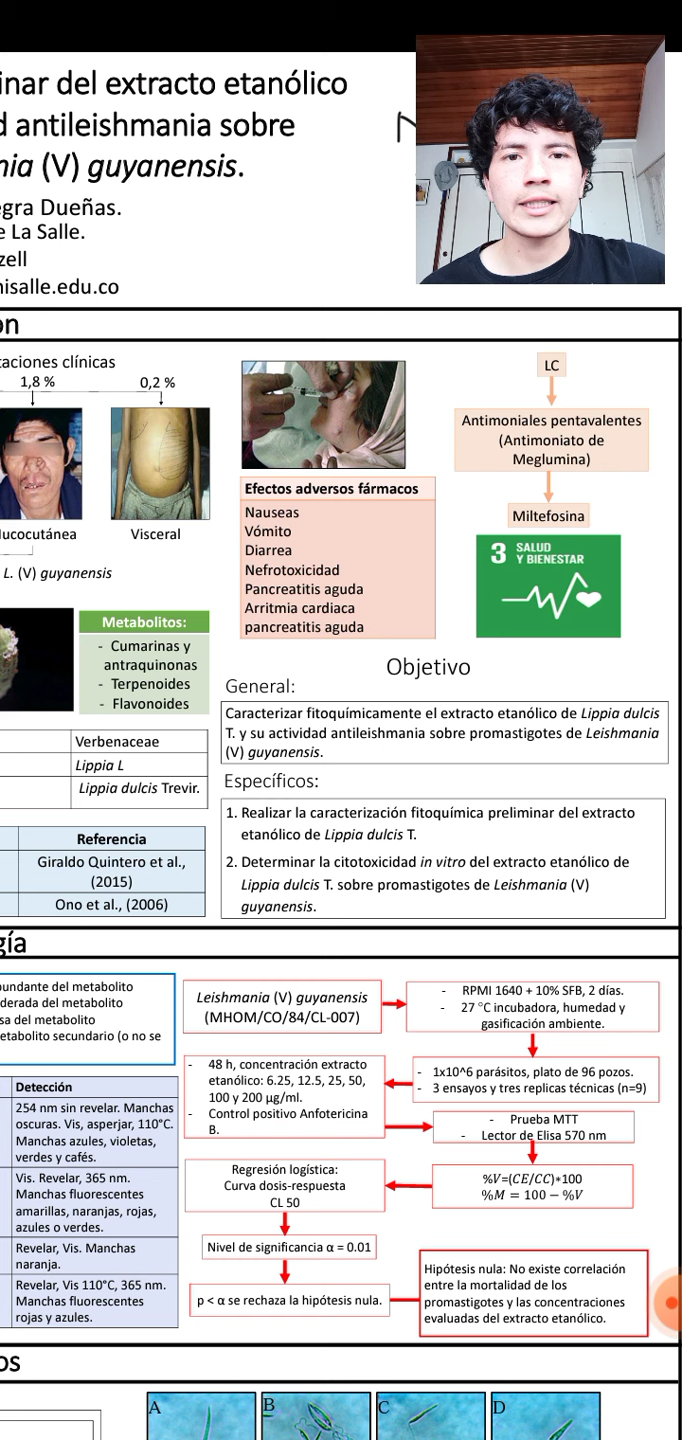 inar del extracto etanólico
d antileishmania sobre
nia (V) guyanensis.
egra Dueñas.
e La Salle.
zell
nisalle.edu.co
on
taciones clínicas
1,8 %
0,2 %
ucocutánea
Visceral
L. (V) guyanensis
Metabolitos:
- Cumarinas y
antraquinonas
- Terpenoides
- Flavonoides
Verbenaceae
Lippia L
Lippia dulcis Trevir.
Referencia
Giraldo Quintero et al.,
(2015)
Ono et al., (2006)
Efectos adversos fármacos
Nauseas
Vómito
Diarrea
Nefrotoxicidad
Pancreatitis aguda
Arritmia cardiaca
pancreatitis aguda
LC
Antimoniales pentavalentes
(Antimoniato de
Meglumina)
Miltefosina
3 SALUD
Y BIENESTAR
Objetivo
General:
Caracterizar fitoquímicamente el extracto etanólico de Lippia dulcis
T. y su actividad antileishmania sobre promastigotes de Leishmania
(V) guyanensis.
Específicos:
1. Realizar la caracterización fitoquímica preliminar del extracto
etanólico de Lippia dulcis T.
2. Determinar la citotoxicidad in vitro del extracto etanólico de
Lippia dulcis T. sobre promastigotes de Leishmania (V)
guyanensis.
gía
oundante del metabolito
derada del metabolito
sa del metabolito
etabolito secundario (o no se
Detección
254 nm sin revelar. Manchas
oscuras. Vis, asperjar, 110°C.
Manchas azules, violetas,
verdes y cafés.
Vis. Revelar, 365 nm.
Manchas fluorescentes
amarillas, naranjas, rojas,
azules o verdes.
Revelar, Vis. Manchas
naranja.
Revelar, Vis 110°C, 365 nm.
Manchas fluorescentes
rojas y azules.
Leishmania (V) guyanensis
(MHOM/CO/84/CL-007)
- RPMI 1640 + 10% SFB, 2 días.
- 27 °C incubadora, humedad y
gasificación ambiente.
- 1x10^6 parásitos, plato de 96 pozos.
- 3 ensayos y tres replicas técnicas (n=9)
- 48 h, concentración extracto
etanólico: 6.25, 12.5, 25, 50,
100 y 200 µg/ml.
- Control positivo Anfotericina
B.
- Prueba MTT
- Lector de Elisa 570 nm
%V=(CE/CC)*100
%M = 100 − %V
Regresión logística:
Curva dosis-respuesta
CL 50
Nivel de significancia α = 0.01
p < α se rechaza la hipótesis nula.
Hipótesis nula: No existe correlación
entre la mortalidad de los
promastigotes y las concentraciones
evaluadas del extracto etanólico.
os
A
B
C
D